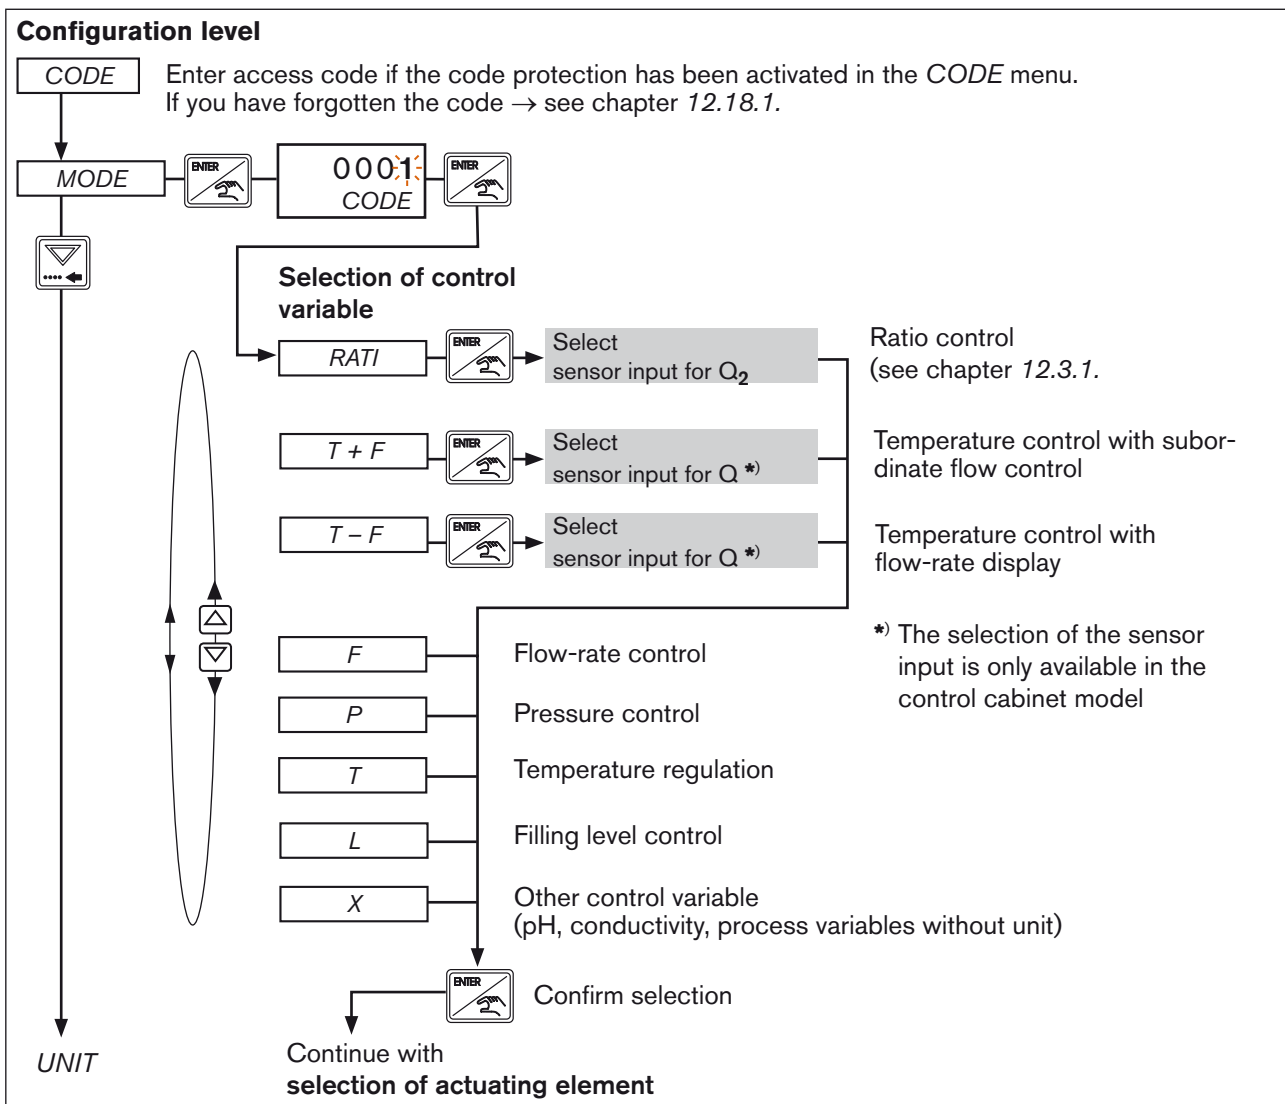 Configuration level
CODE
Enter access code if the code protection has been activated in the CODE menu.
If you have forgotten the code → see chapter 12.18.1.
MODE
ENTER
0001
CODE
ENTER
Selection of control
variable
RATI
ENTER
Select
sensor input for Q2
Ratio control
(see chapter 12.3.1.
T + F
ENTER
Select
sensor input for Q *)
Temperature control with subor-
dinate flow control
T – F
ENTER
Select
sensor input for Q *)
Temperature control with
flow-rate display
*) The selection of the sensor
input is only available in the
control cabinet model
F
Flow-rate control
P
Pressure control
T
Temperature regulation
L
Filling level control
X
Other control variable
(pH, conductivity, process variables without unit)
ENTER
Confirm selection
UNIT
Continue with
selection of actuating element